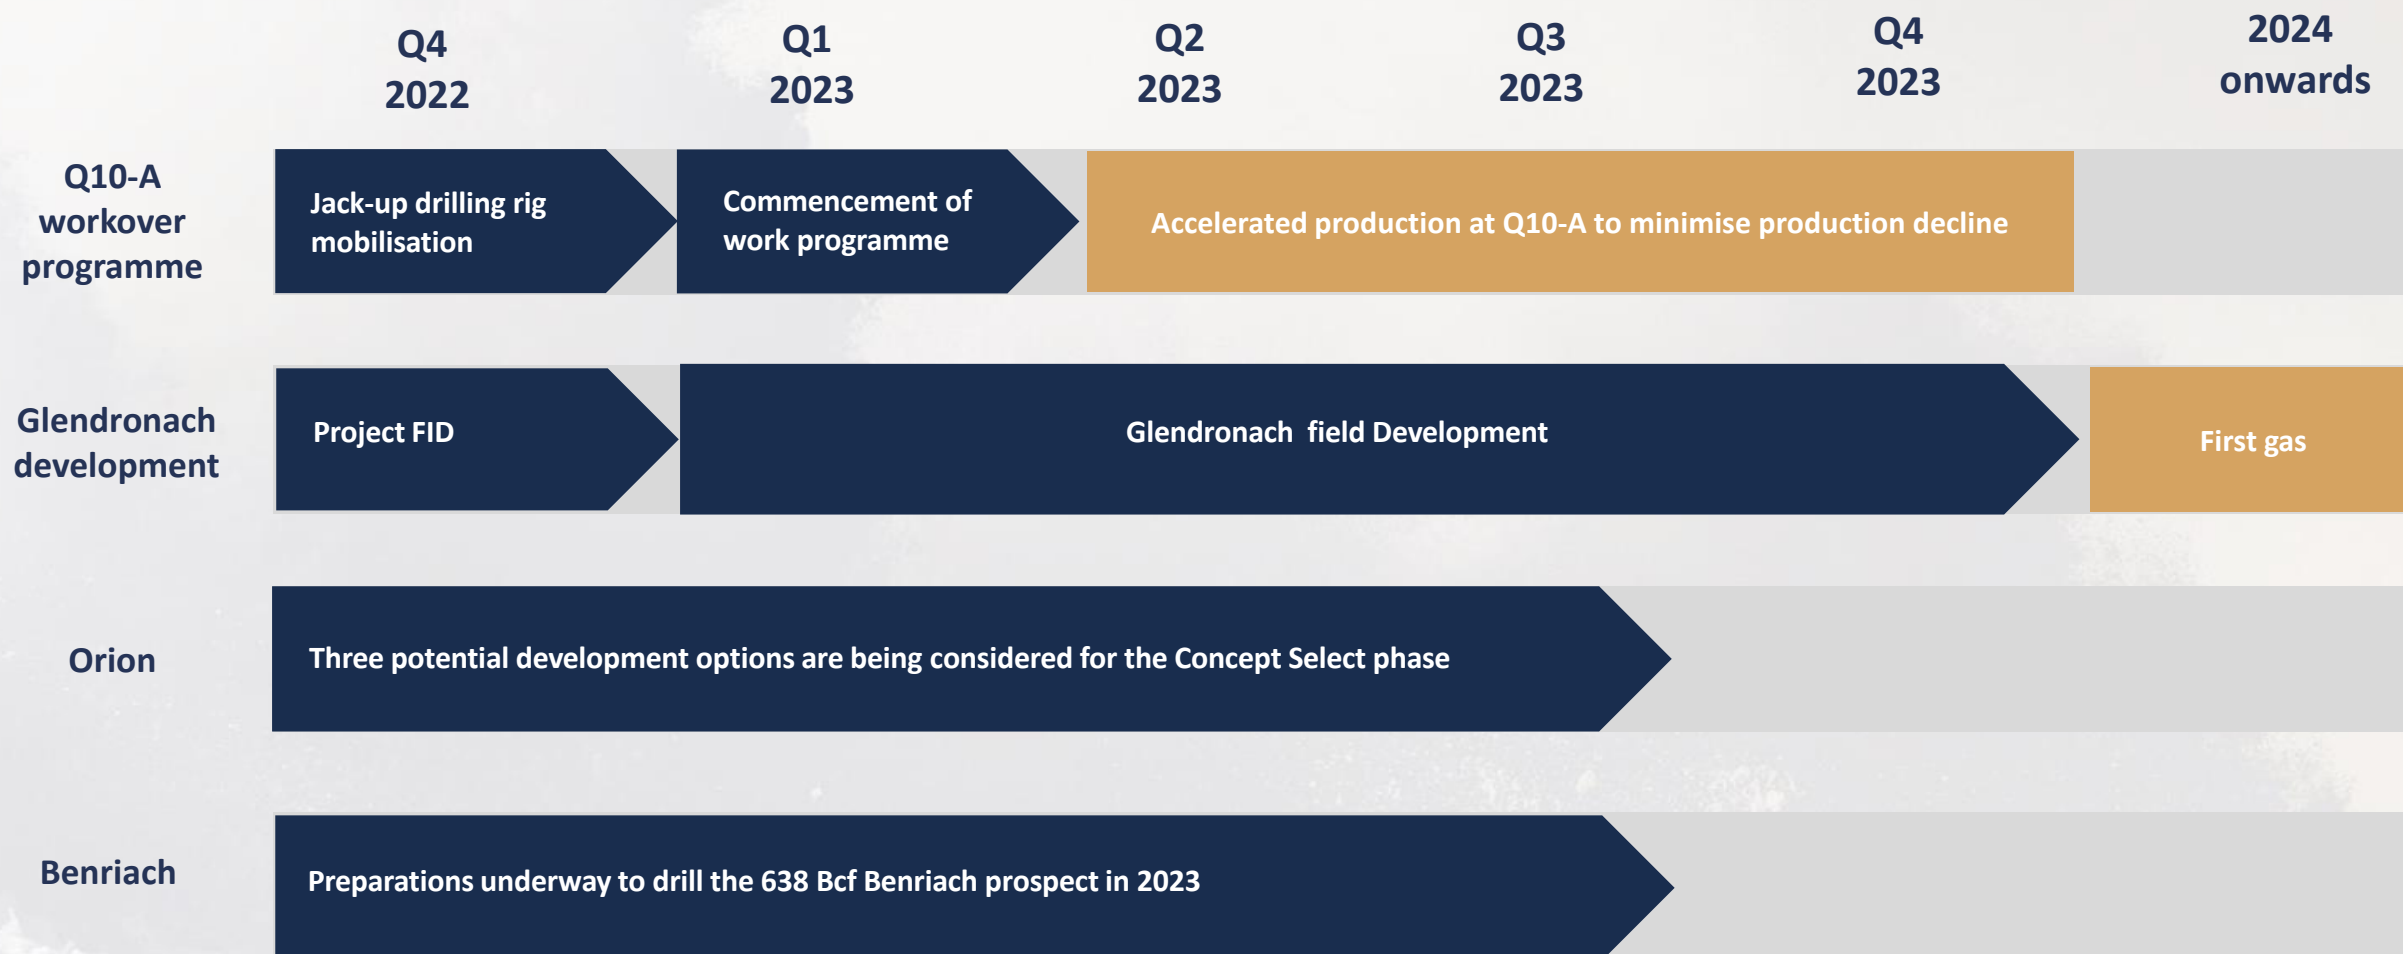 Q4
2022
Q1
2023
Q2
2023
Q3
2023
Q4
2023
2024
onwards
Q10-A
workover
programme
Jack-up drilling rig
mobilisation
Commencement of
work programme
Accelerated production at Q10-A to minimise production decline
Glendronach
development
Project FID
Glendronach field Development
First gas
Orion
Three potential development options are being considered for the Concept Select phase
Benriach
Preparations underway to drill the 638 Bcf Benriach prospect in 2023